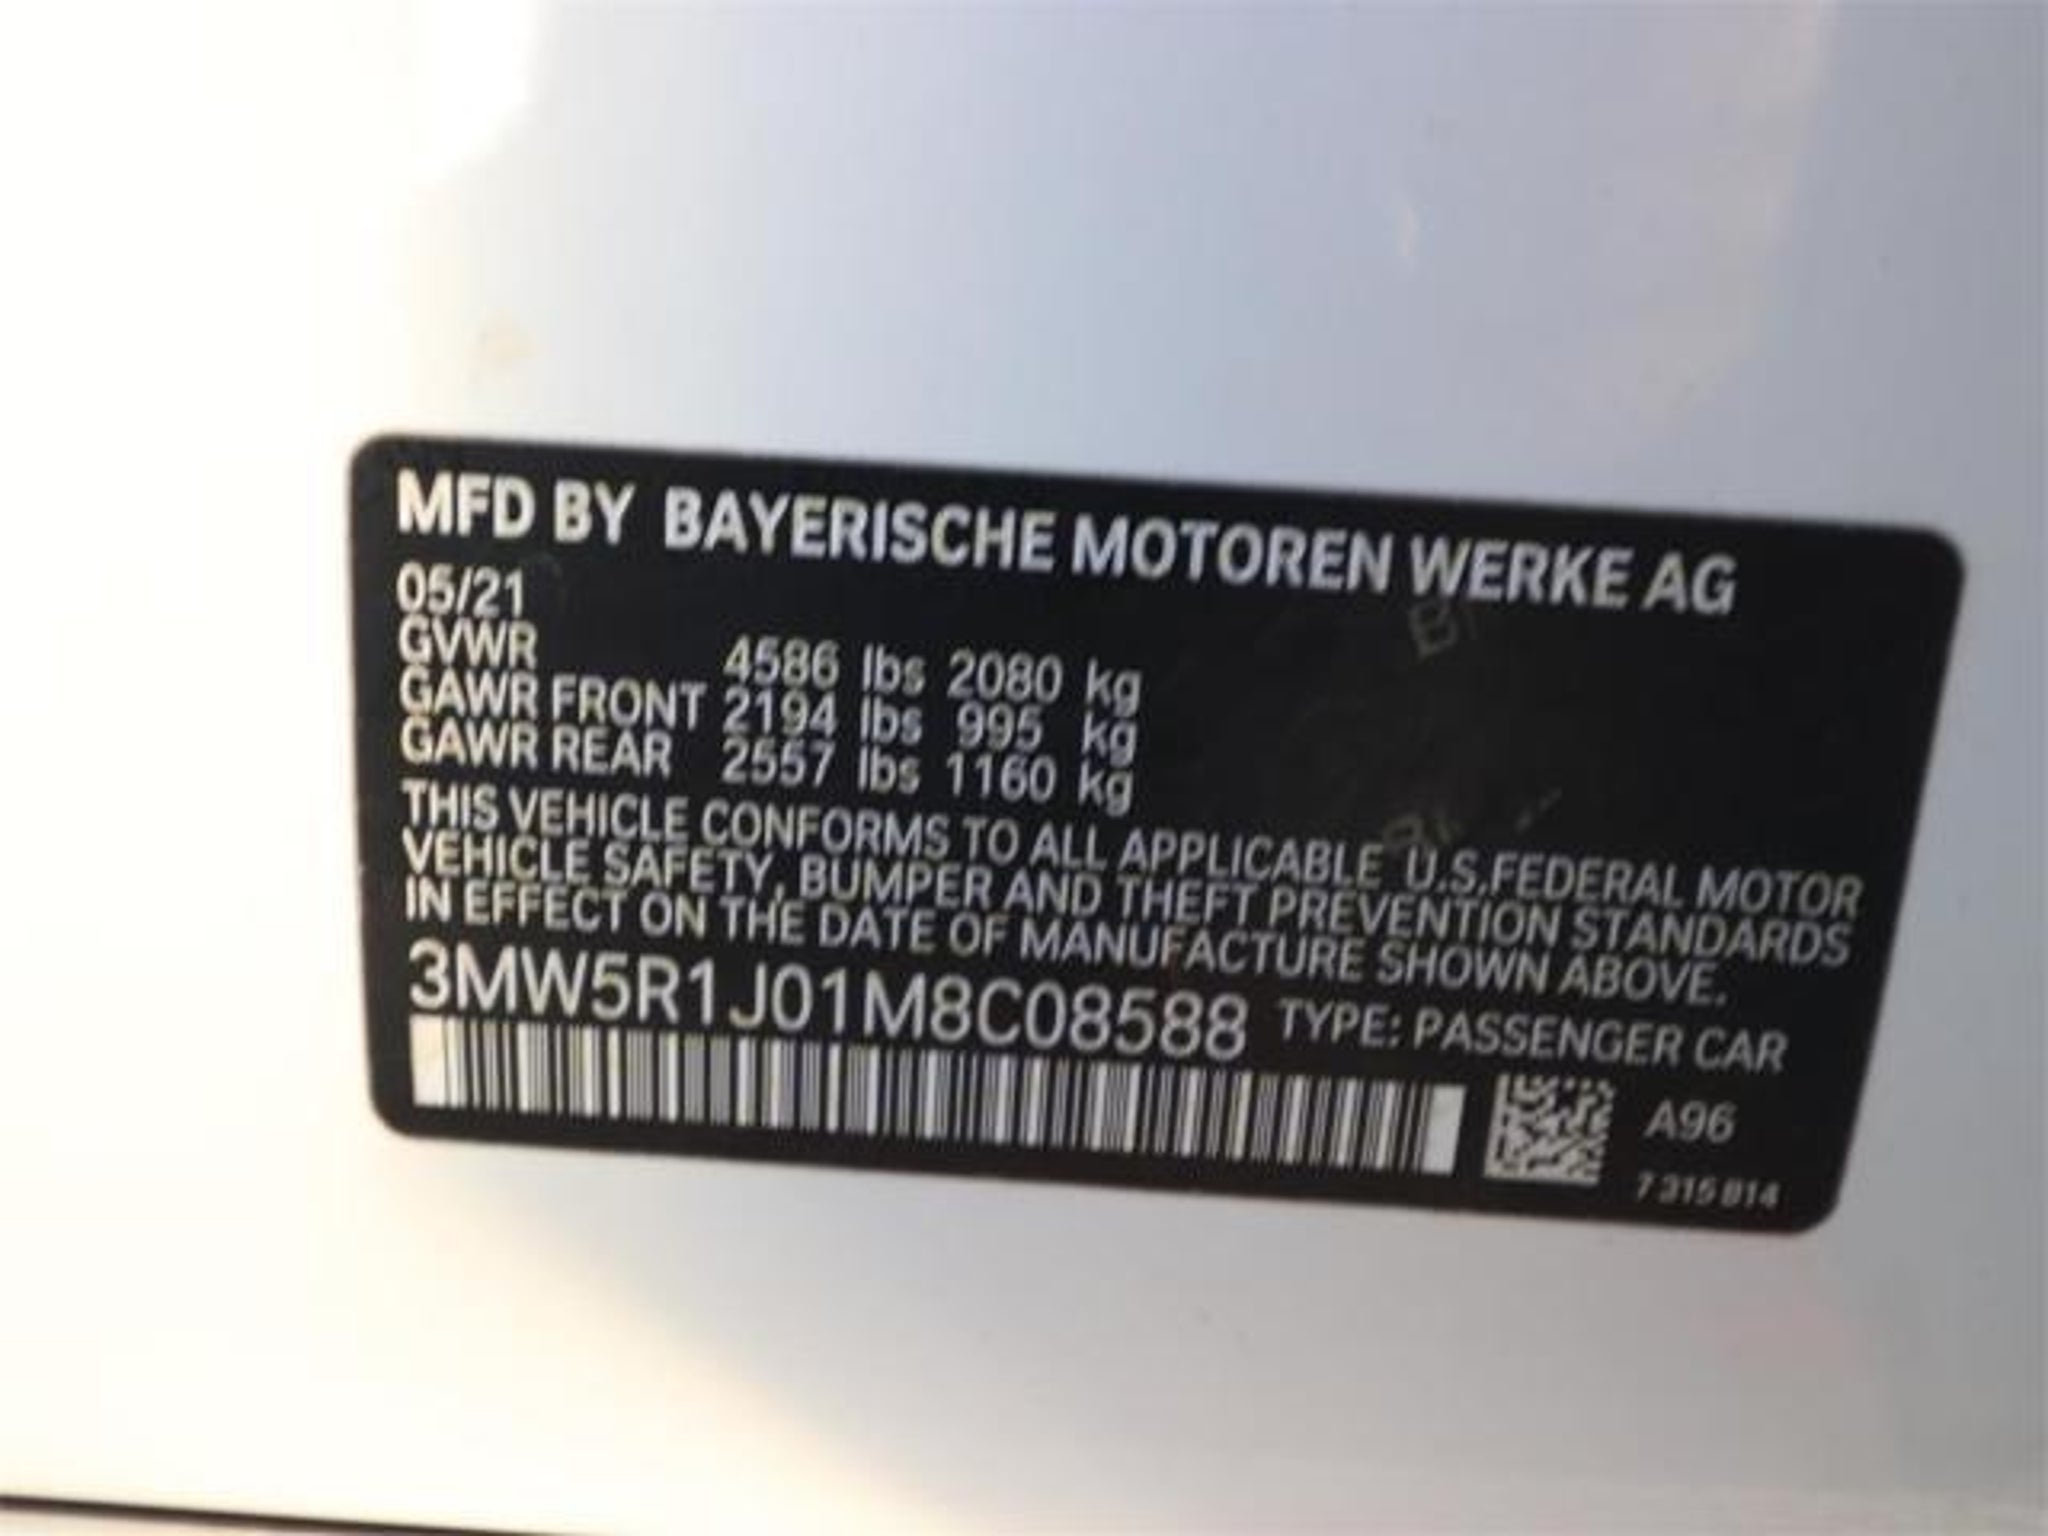 MFD BY BAYERISCHE MOTOREN WERKE AG
05/21
GVWR 4586 lbs 2080 kg
GAWR FRONT 2194 lbs 995 kg
GAWR REAR 2557 lbs 1160 kg
THIS VEHICLE CONFORMS TO ALL APPLICABLE U.S.FEDERAL MOTOR
VEHICLE SAFETY, BUMPER AND THEFT PREVENTION STANDARDS
IN EFFECT ON THE DATE OF MANUFACTURE SHOWN ABOVE.
3MW5R1J01M8C08588 TYPE: PASSENGER CAR
A96
7 315 814